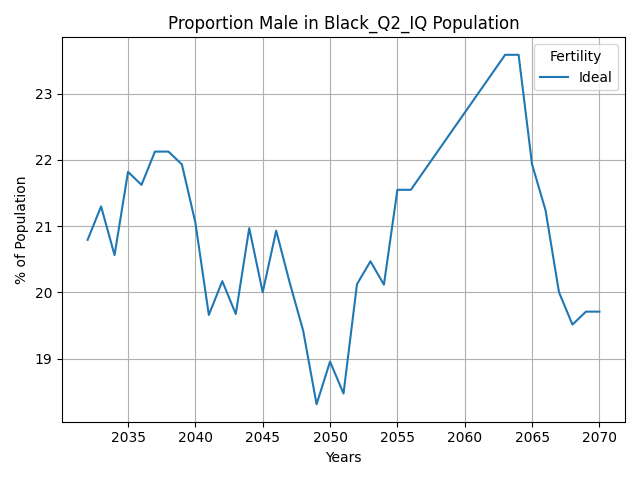 Proportion Male in Black_Q2_IQ Population
Fertility
Ideal
% of Population
23
22
21
20
19
2035 2040 2045 2050 2055 2060 2065 2070
Years